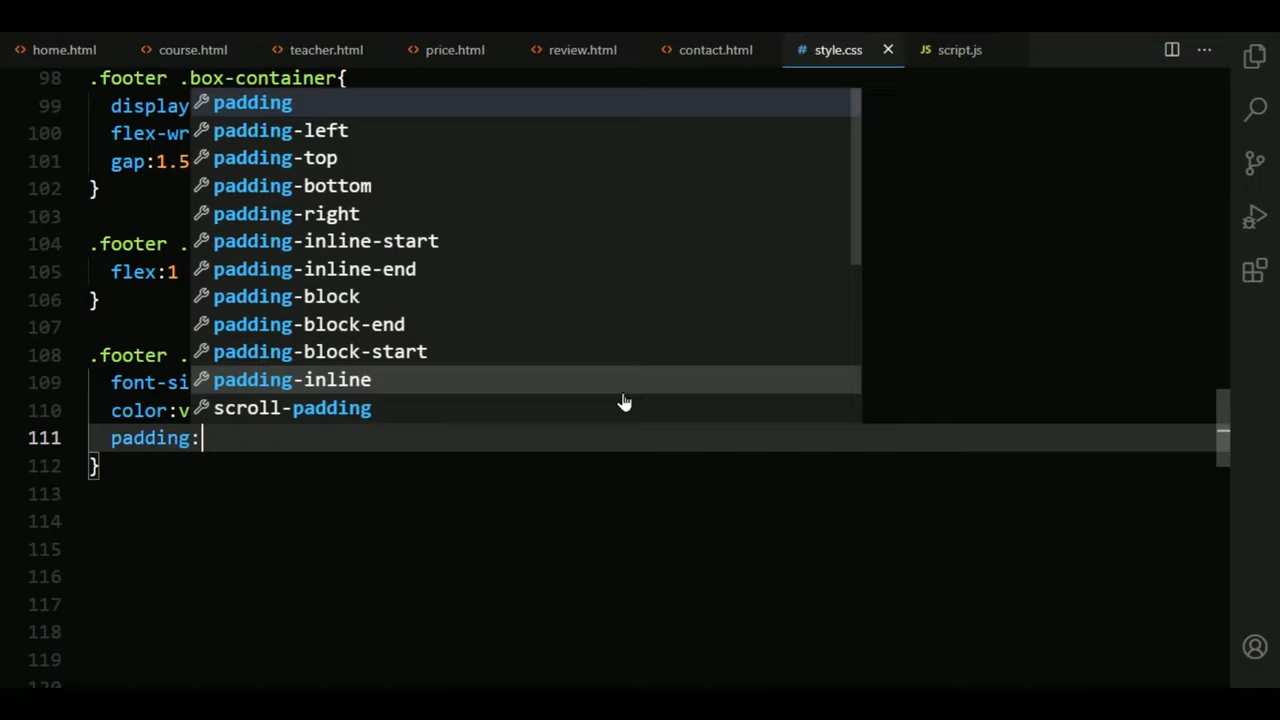 home.html course.html teacher.html price.html review.html contact.html # style.css JS script.js
98 .footer .box-container{
99 display
100 flex-wr
101 gap:1.5
102 }
103
104 .footer .
105 flex:1
106 }
107
108 .footer .
109 font-si
110 color:v
111 padding:
112 }
113
114
115
116
117
118
119
padding
padding-left
padding-top
padding-bottom
padding-right
padding-inline-start
padding-inline-end
padding-block
padding-block-end
padding-block-start
padding-inline
scroll-padding